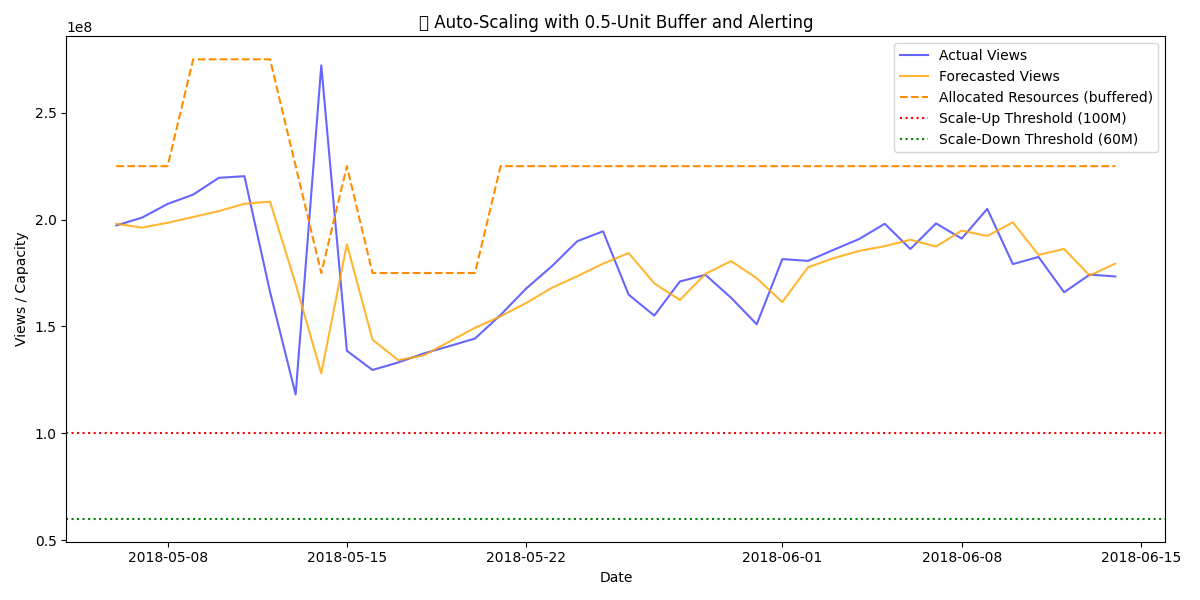 Auto-Scaling with 0.5-Unit Buffer and Alerting
1e8
Actual Views
Forecasted Views
Allocated Resources (buffered)
Scale-Up Threshold (100M)
Scale-Down Threshold (60M)
2.5
2.0
1.5
1.0
0.5
Views / Capacity
2018-05-08 2018-05-15 2018-05-22 2018-06-01 2018-06-08 2018-06-15
Date